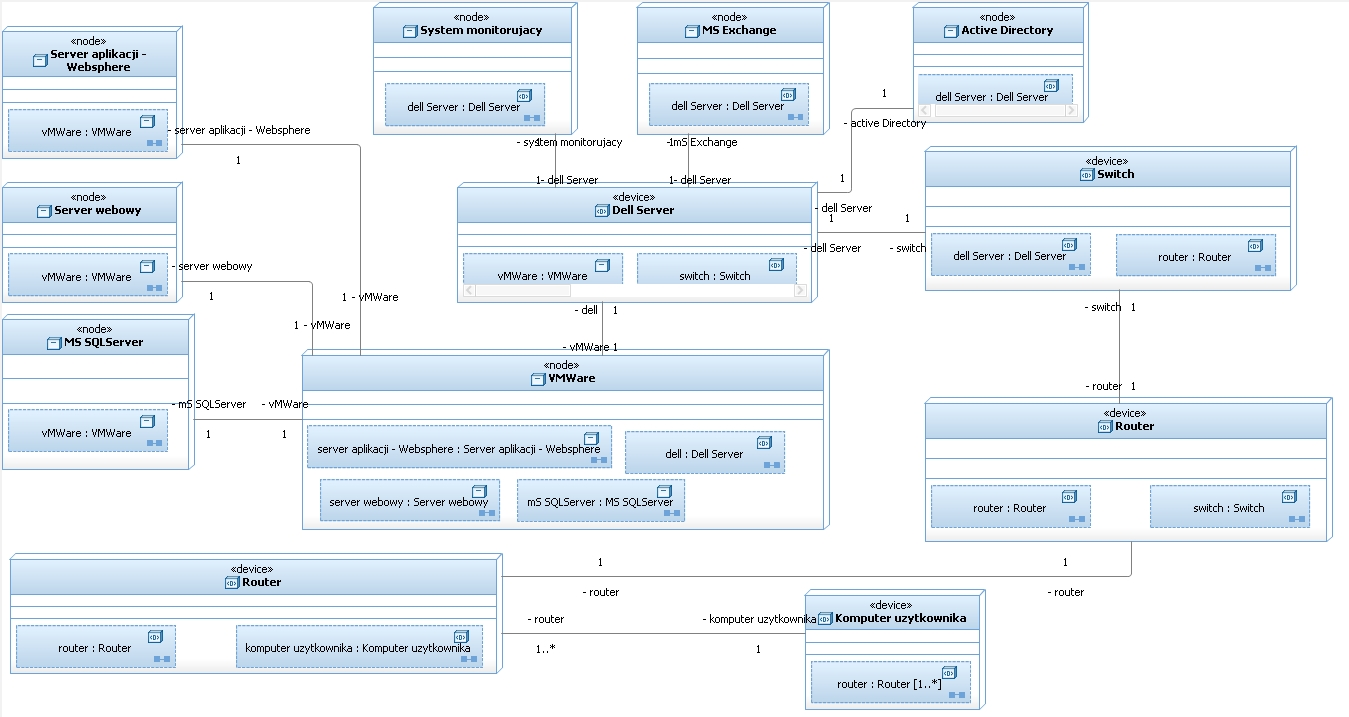 «node»
Server aplikacji -
Websphere
vMWare : VMWare
«node»
System monitorujacy
dell Server : Dell Server
«node»
MS Exchange
dell Server : Dell Server
«node»
Active Directory
dell Server : Dell Server
- server aplikacji - Websphere
1
- system monitorujacy
1
1
- dell Server
- mS Exchange
1
1
- dell Server
1
- active Directory
1
- dell Server
«node»
Server webowy
vMWare : VMWare
- server webowy
1
1
- vMWare
1
- vMWare
«device»
Dell Server
vMWare : VMWare
switch : Switch
1
- dell Server
1
- switch
«device»
Switch
dell Server : Dell Server
router : Router
- dell
1
- vMWare
1
- switch
1
- router
1
«node»
MS SQLServer
vMWare : VMWare
- mS SQLServer
1
- vMWare
1
«node»
VMWare
server aplikacji - Websphere : Server aplikacji - Websphere
dell : Dell Server
server webowy : Server webowy
mS SQLServer : MS SQLServer
«device»
Router
router : Router
switch : Switch
«device»
Router
router : Router
komputer uzytkownika : Komputer uzytkownika
1
- router
1
- router
- router
1..*
- komputer uzytkownika
1
«device»
Komputer uzytkownika
router : Router [1..*]